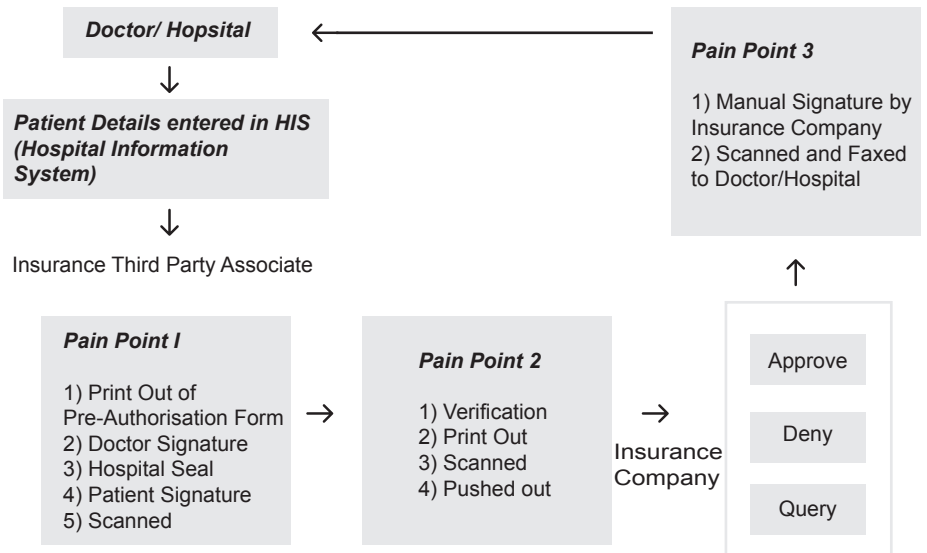 Doctor/ Hopsital
Patient Details entered in HIS
(Hospital Information
System)
Insurance Third Party Associate
Pain Point I
1) Print Out of
Pre-Authorisation Form
2) Doctor Signature
3) Hospital Seal
4) Patient Signature
5) Scanned
Pain Point 2
1) Verification
2) Print Out
3) Scanned
4) Pushed out
Insurance
Company
Approve
Deny
Query
Pain Point 3
1) Manual Signature by
Insurance Company
2) Scanned and Faxed
to Doctor/Hospital